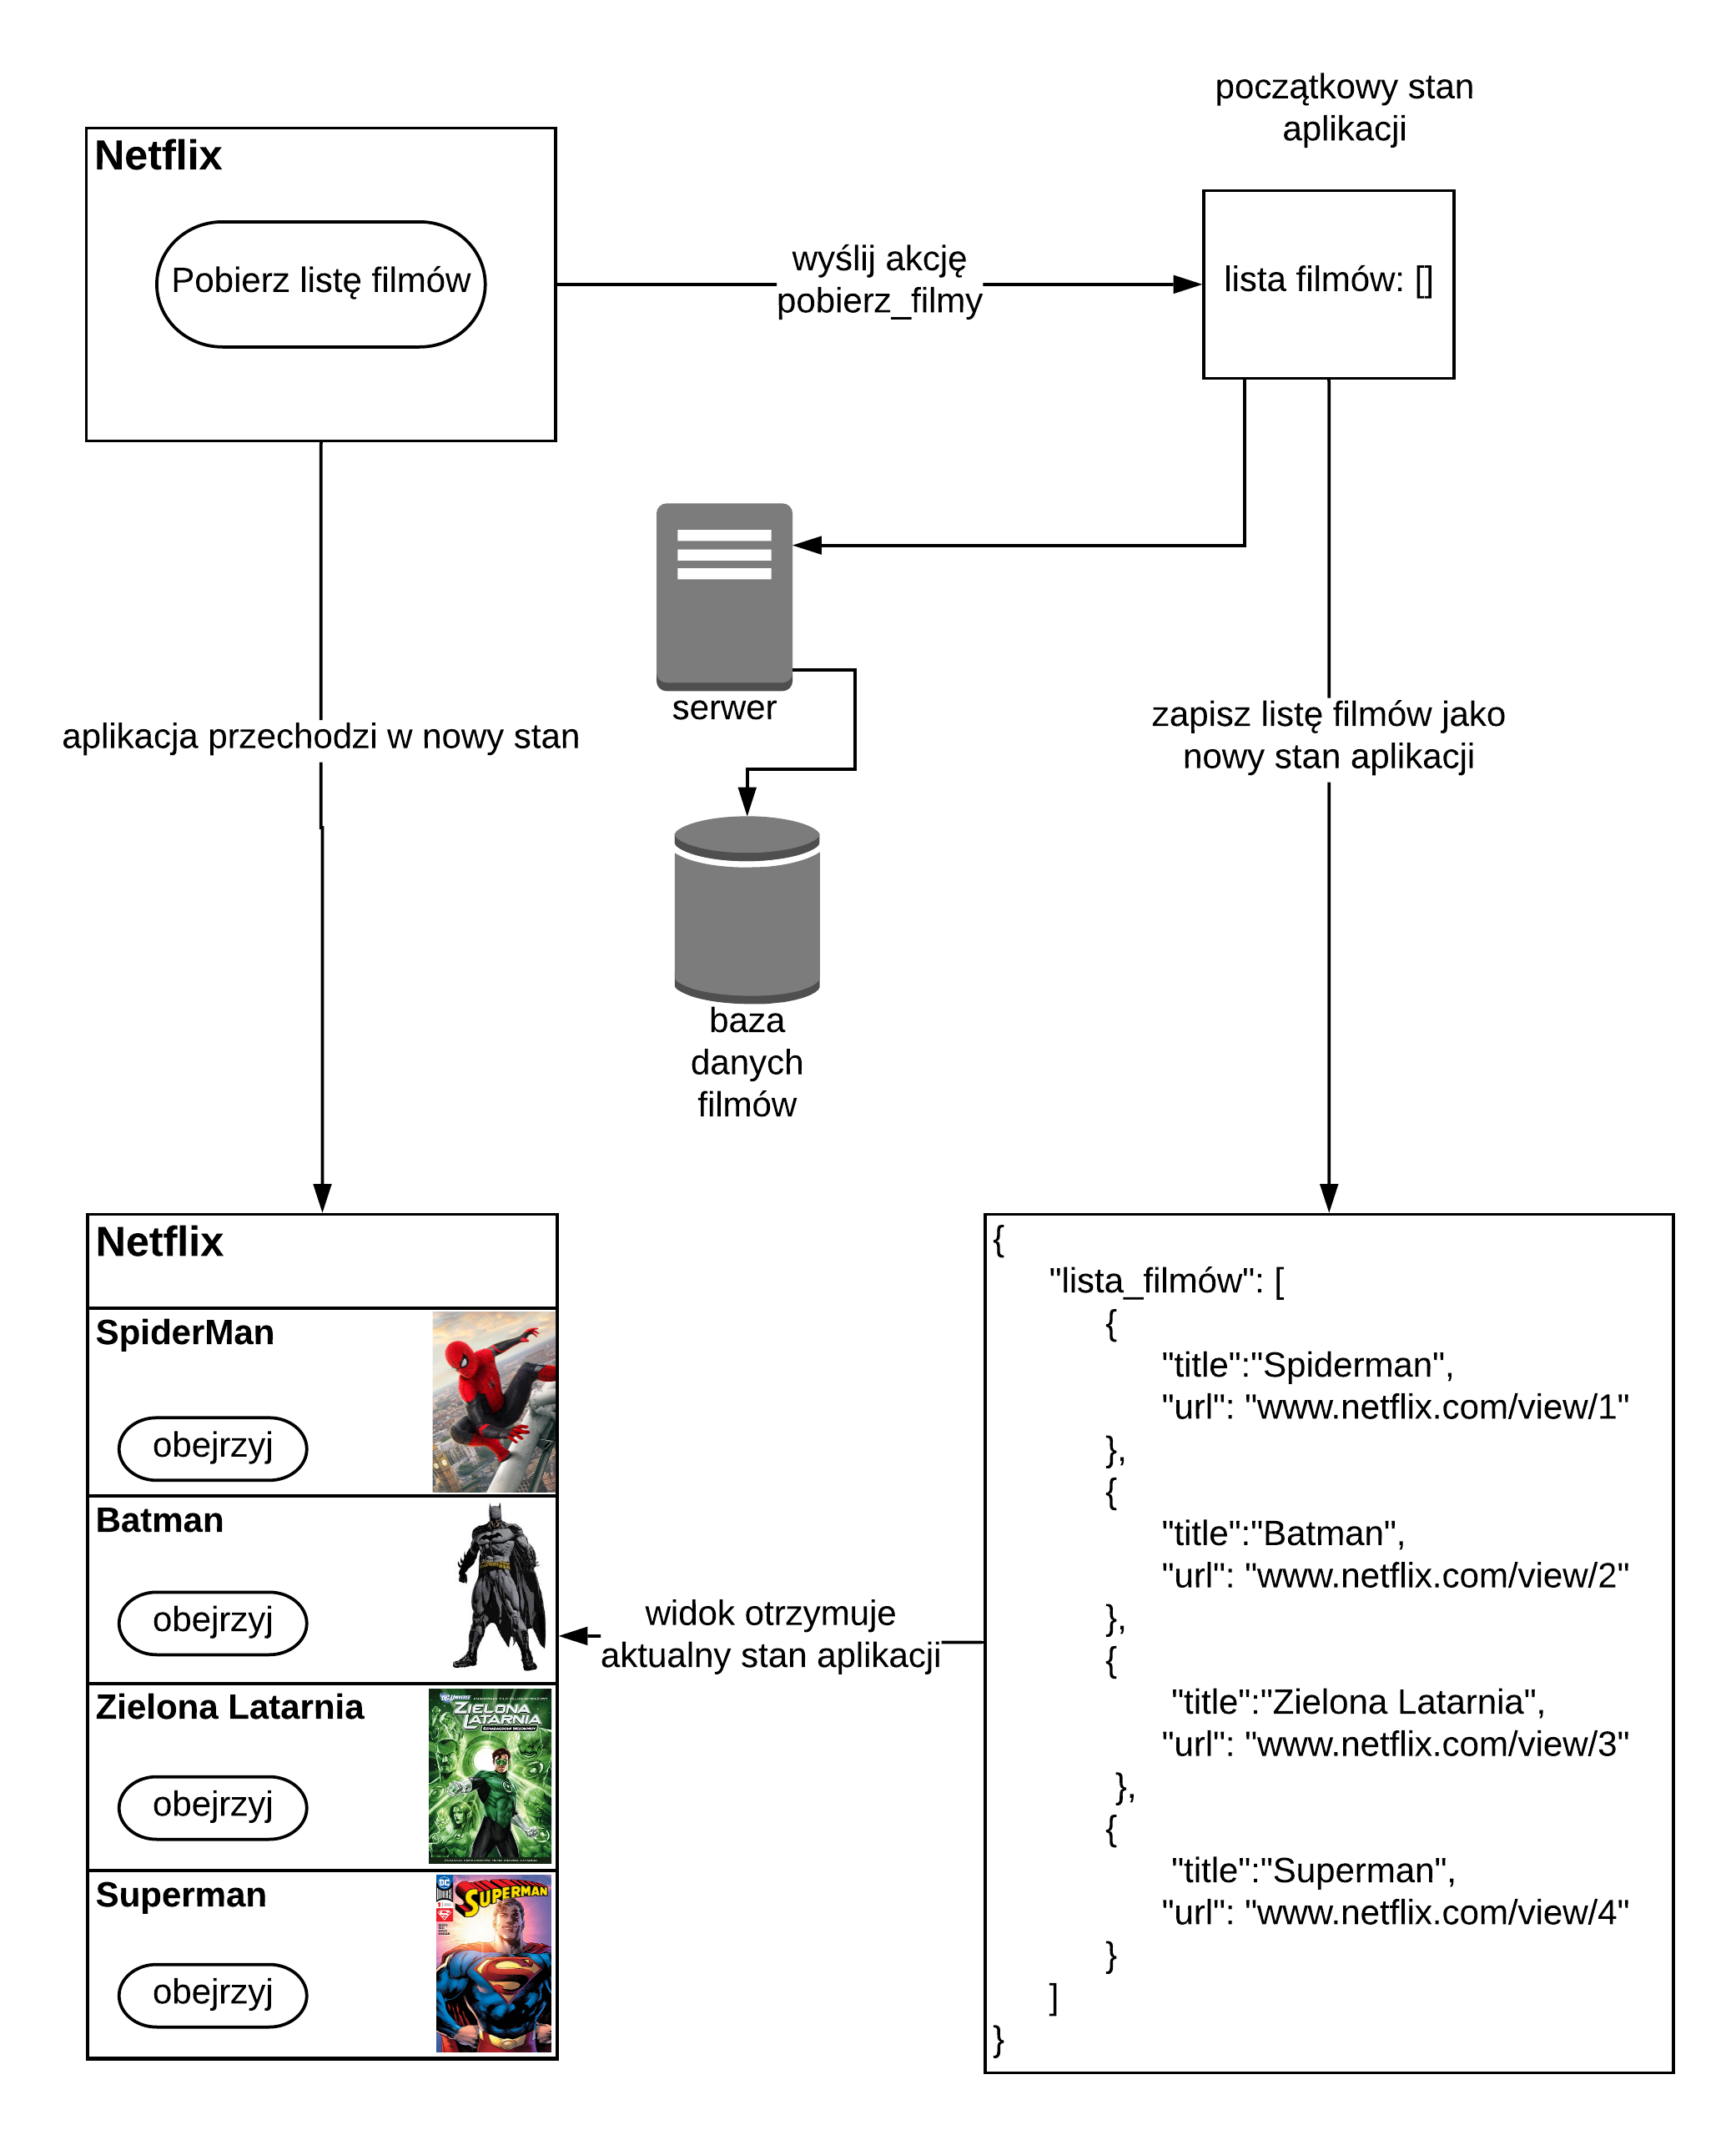 początkowy stan
aplikacji
Netflix
Pobierz listę filmów
wyślij akcję
pobierz_filmy
lista filmów: []
serwer
aplikacja przechodzi w nowy stan
zapisz listę filmów jako
nowy stan aplikacji
baza
danych
filmów
Netflix
SpiderMan
obejrzyj
Batman
obejrzyj
Zielona Latarnia
obejrzyj
ZIELONA
LATARNIA
Superman
obejrzyj
SUPERMAN
widok otrzymuje
aktualny stan aplikacji
{
"lista_filmów": [
{
"title":"Spiderman",
"url": "www.netflix.com/view/1"
},
{
"title":"Batman",
"url": "www.netflix.com/view/2"
},
{
"title":"Zielona Latarnia",
"url": "www.netflix.com/view/3"
},
{
"title":"Superman",
"url": "www.netflix.com/view/4"
}
]
}